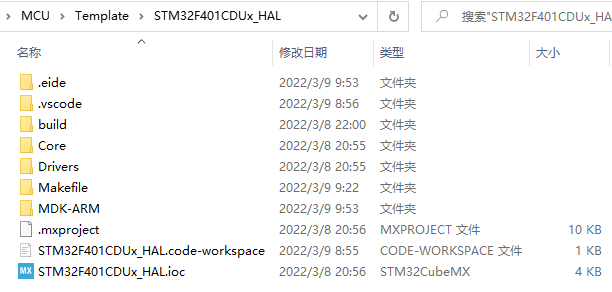 MCU > Template > STM32F401CDUx_HAL 搜索"STM32F401CDUx_HA
名称 修改日期 类型 大小
.eide 2022/3/9 9:53 文件夹
.vscode 2022/3/9 8:56 文件夹
build 2022/3/8 22:00 文件夹
Core 2022/3/8 20:55 文件夹
Drivers 2022/3/8 20:55 文件夹
Makefile 2022/3/9 9:22 文件夹
MDK-ARM 2022/3/9 9:53 文件夹
.mxproject 2022/3/8 20:56 MXPROJECT 文件 10 KB
STM32F401CDUx_HAL.code-workspace 2022/3/9 8:55 CODE-WORKSPACE 文件 1 KB
MX STM32F401CDUx_HAL.ioc 2022/3/8 20:56 STM32CubeMX 4 KB